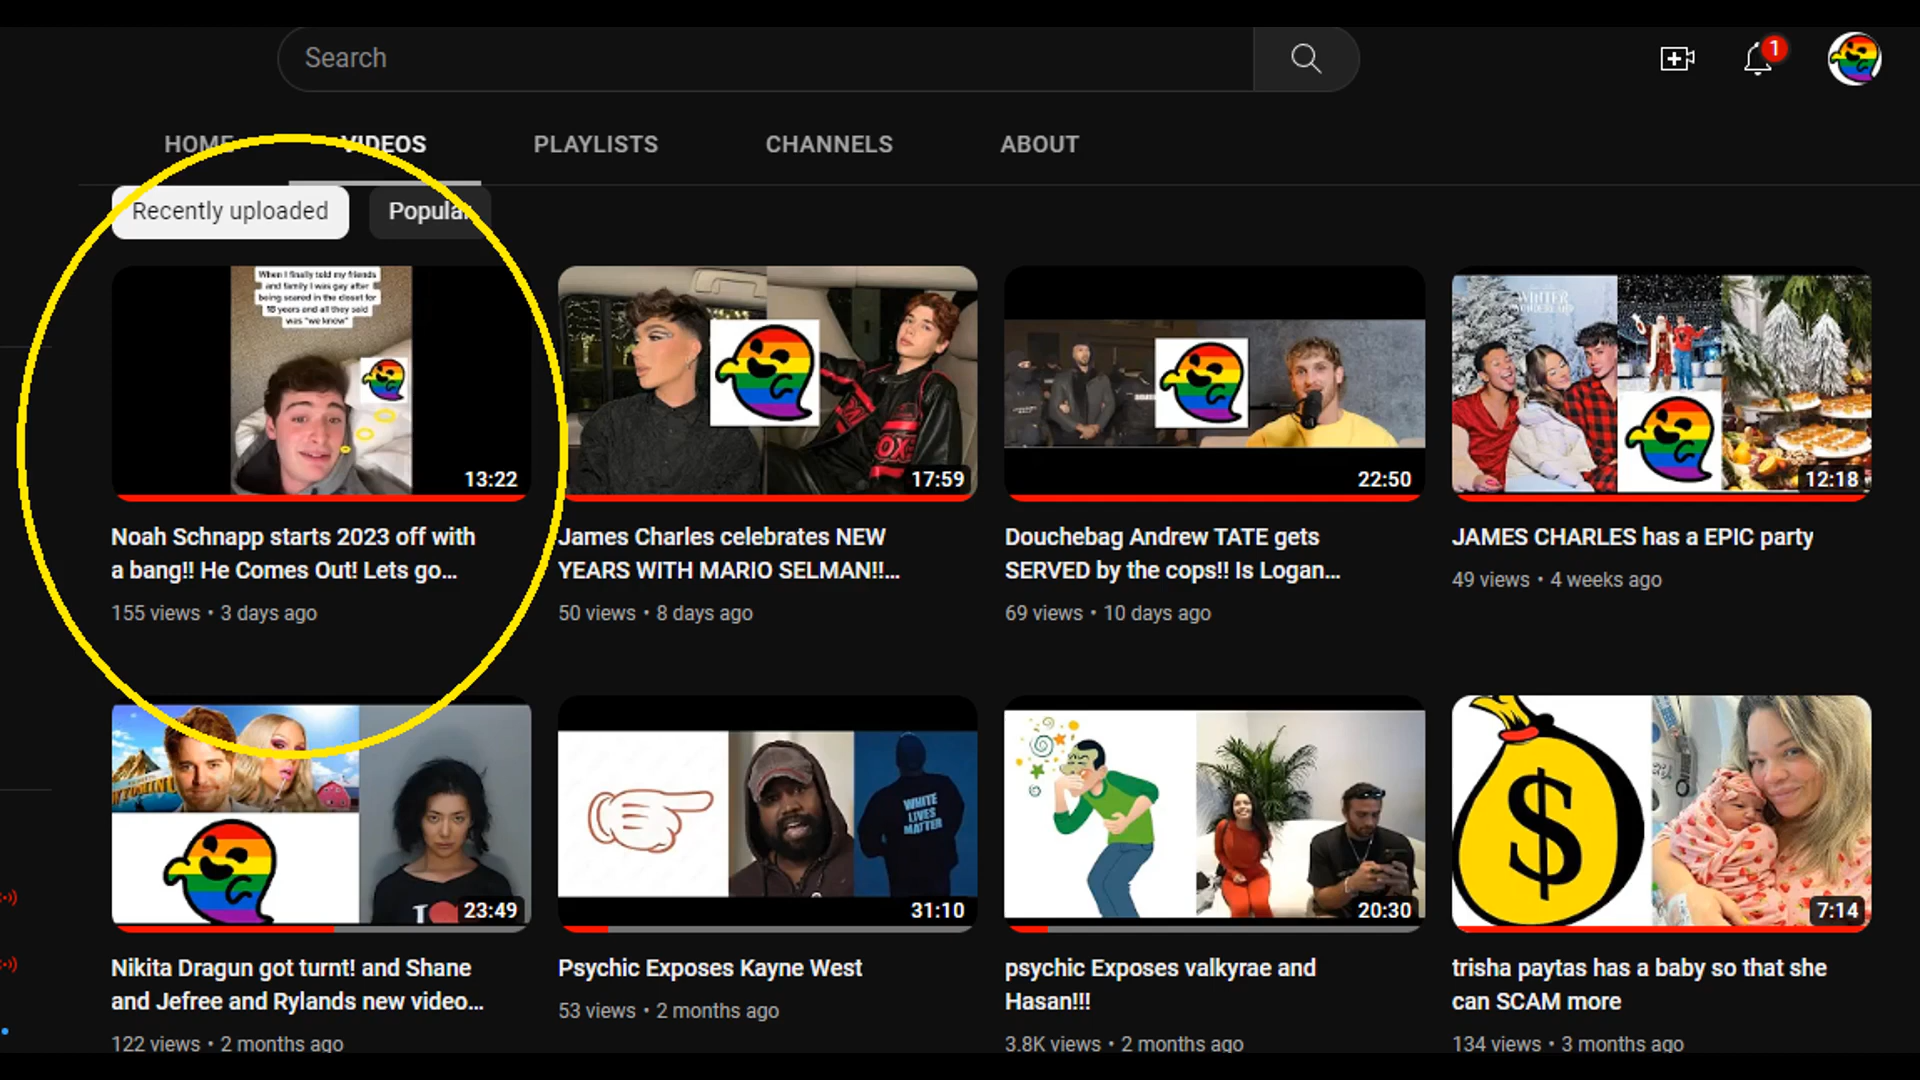 Search
1
HOME
VIDEOS
PLAYLISTS
CHANNELS
ABOUT
Recently uploaded
Popular
When I finally told my friends
and family I was gay after
being scared in the closet for
18 years and all they said
was "we know"
13:22
17:59
22:50
WINTER
WONDERLAND
12:18
Noah Schnapp starts 2023 off with
a bang!! He Comes Out! Lets go...
155 views • 3 days ago
James Charles celebrates NEW
YEARS WITH MARIO SELMAN!!...
50 views • 8 days ago
Douchebag Andrew TATE gets
SERVED by the cops!! Is Logan...
69 views • 10 days ago
JAMES CHARLES has a EPIC party
49 views • 4 weeks ago
WYOMING
I
23:49
WHITE
LIVES
MATTER
31:10
20:30
$
7:14
Nikita Dragun got turnt! and Shane
and Jefree and Rylands new video...
122 views • 2 months ago
Psychic Exposes Kayne West
53 views • 2 months ago
psychic Exposes valkyrae and
Hasan!!!
3.8K views • 2 months ago
trisha paytas has a baby so that she
can SCAM more
134 views • 3 months ago